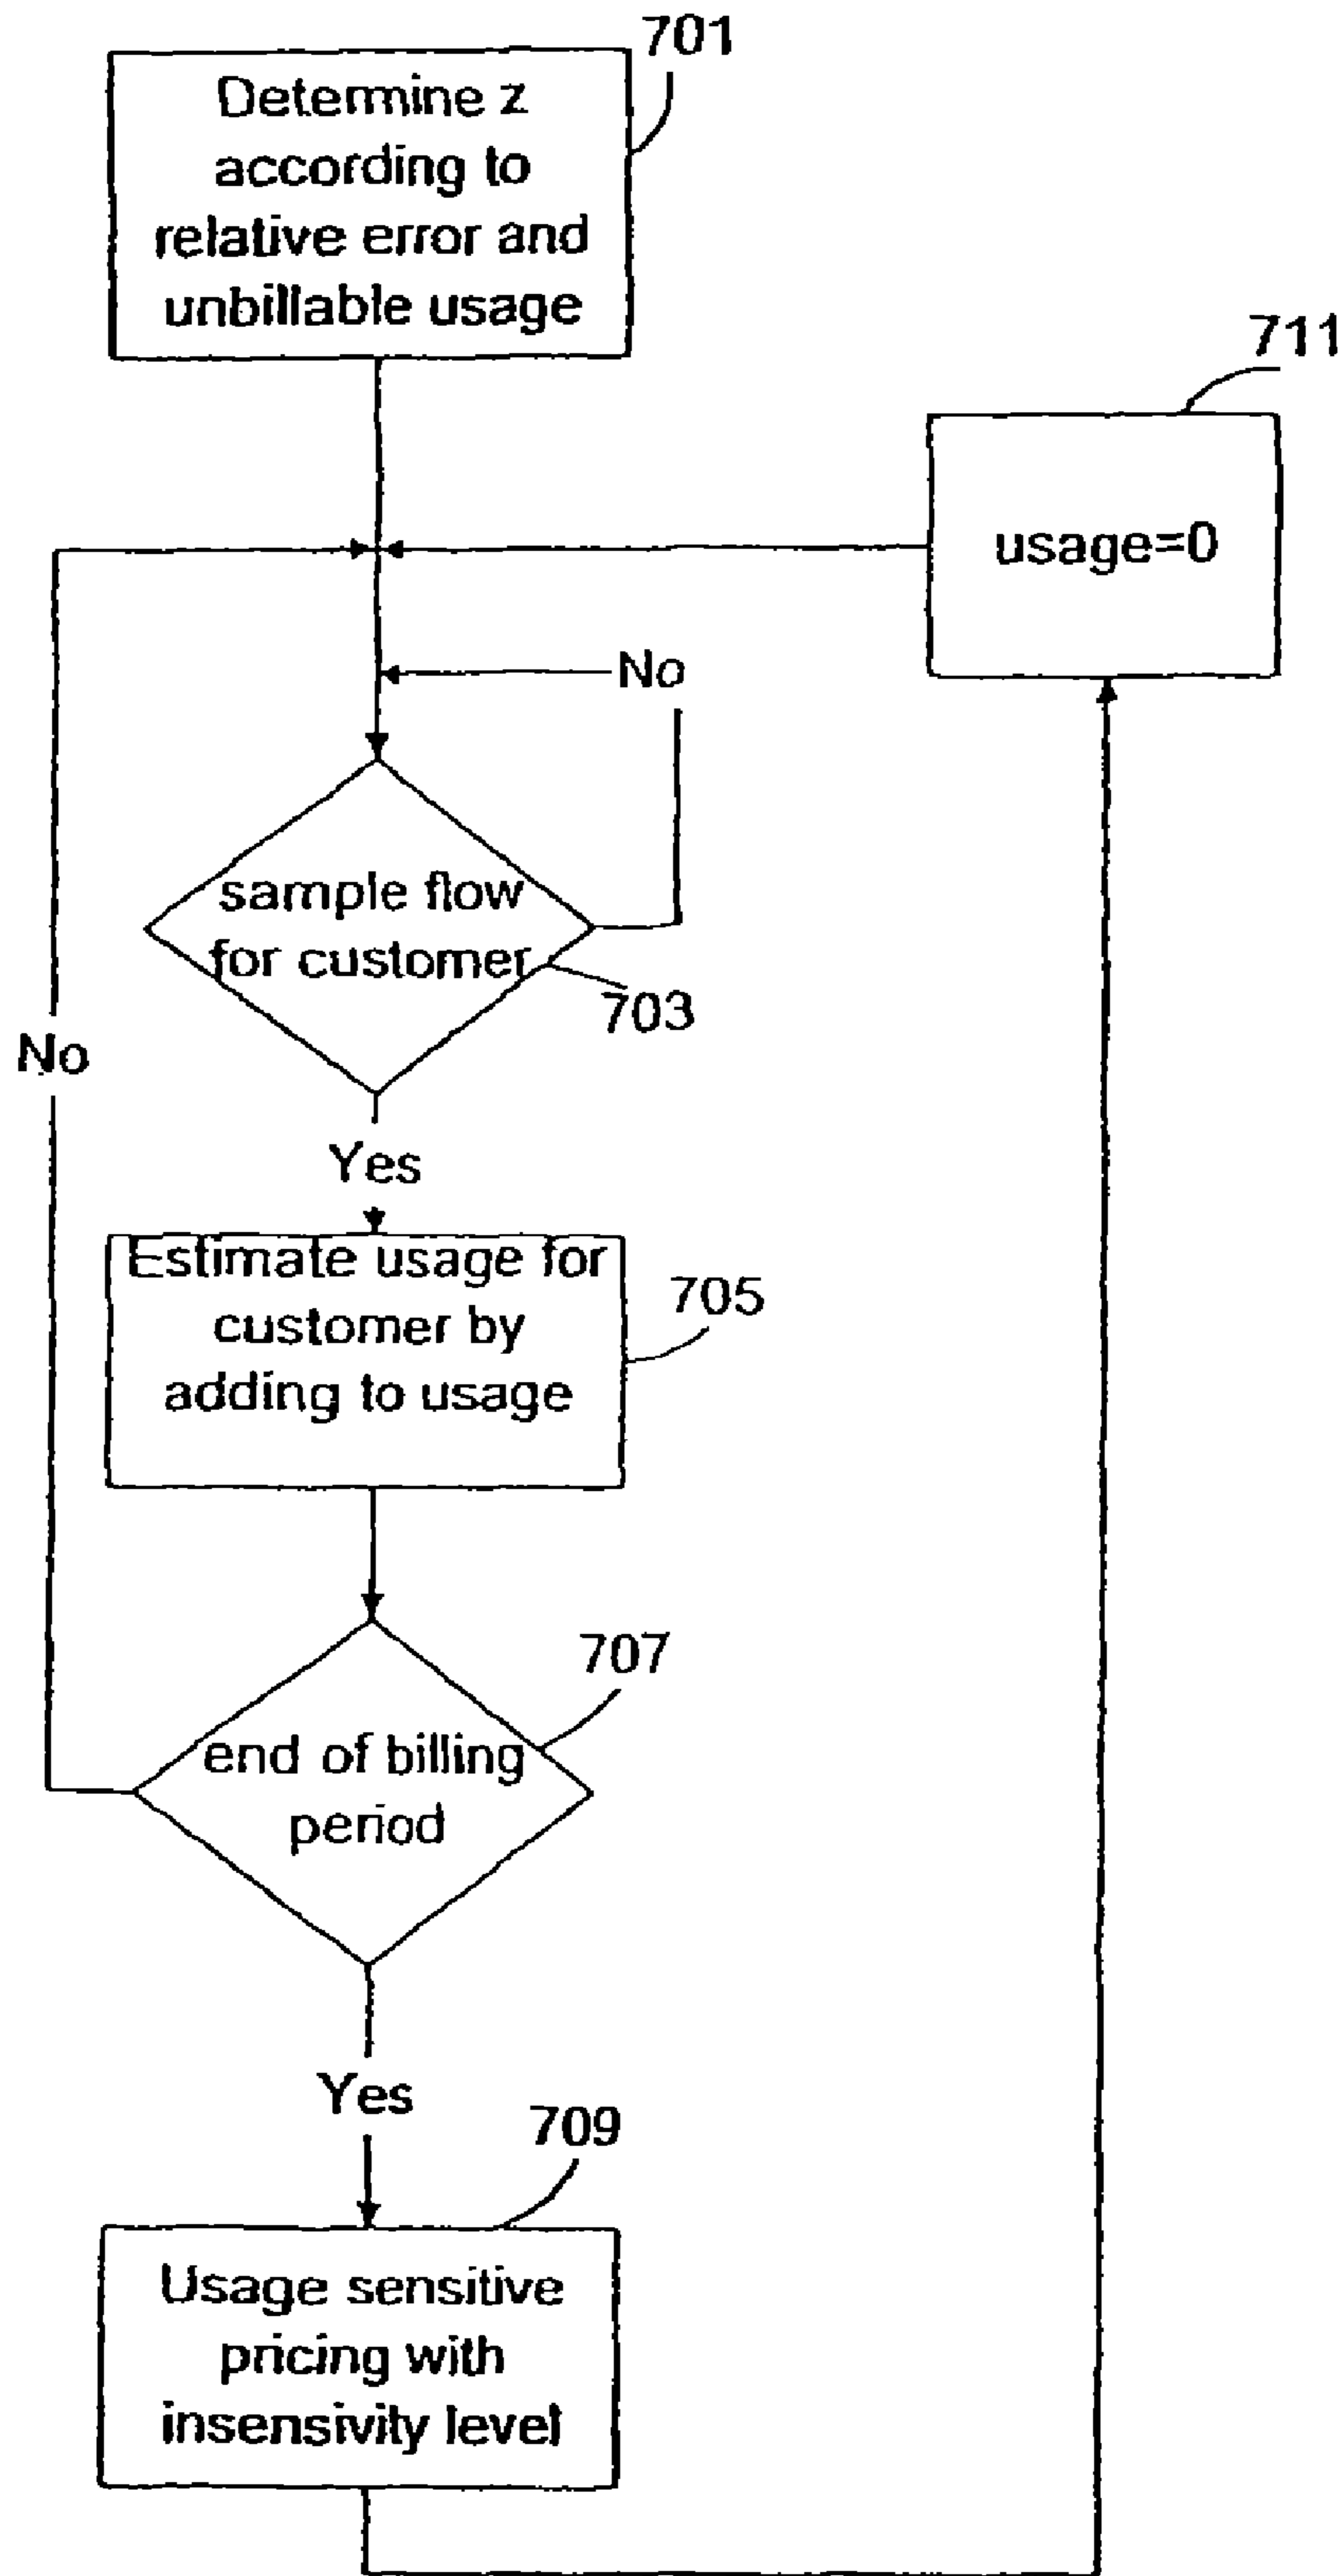 701
Determine z
according to
relative error and
unbillable usage
711
usage=0
No
sample flow
for customer
703
No
Yes
Estimate usage for
customer by
adding to usage
705
707
end of billing
period
Yes
709
Usage sensitive
pricing with
insensivity level